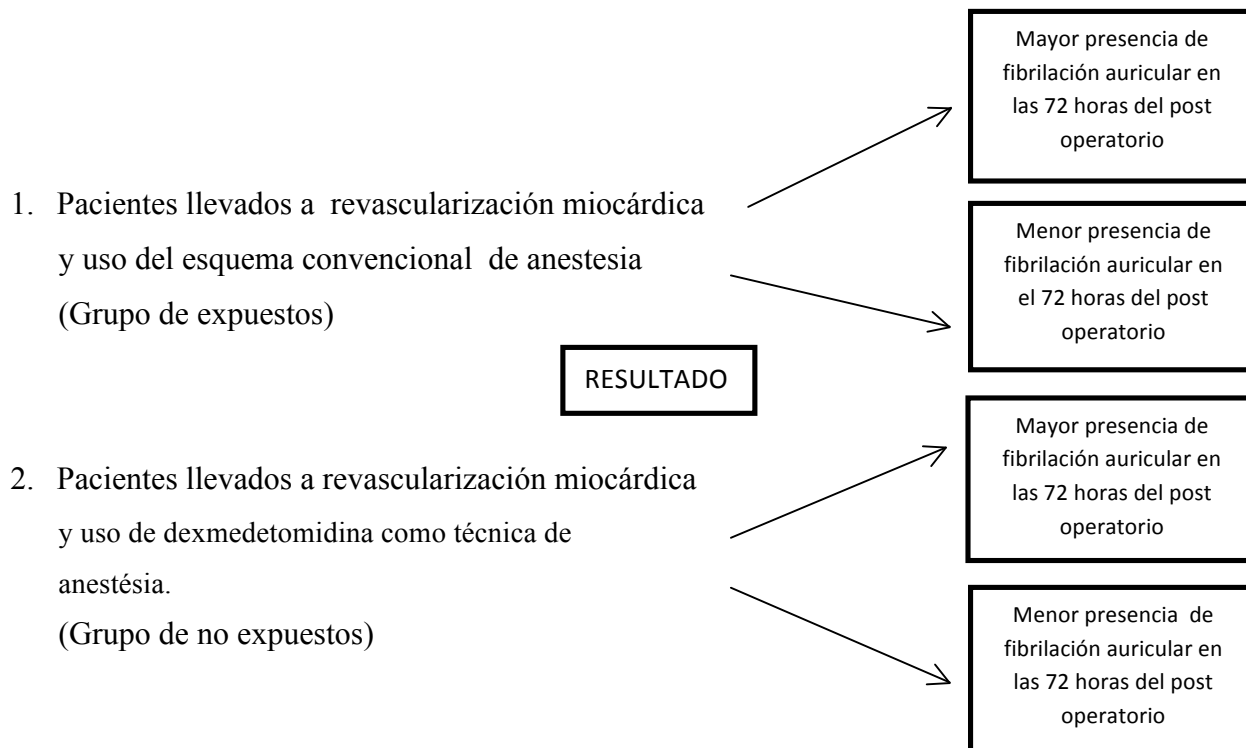 Mayor presencia de
fibrilación auricular en
las 72 horas del post
operatorio
1. Pacientes llevados a revascularización miocárdica
y uso del esquema convencional de anestesia
(Grupo de expuestos)
Menor presencia de
fibrilación auricular en
el 72 horas del post
operatorio
RESULTADO
Mayor presencia de
fibrilación auricular en
las 72 horas del post
operatorio
2. Pacientes llevados a revascularización miocárdica
y uso de dexmedetomidina como técnica de
anestésia.
(Grupo de no expuestos)
Menor presencia de
fibrilación auricular en
las 72 horas del post
operatorio